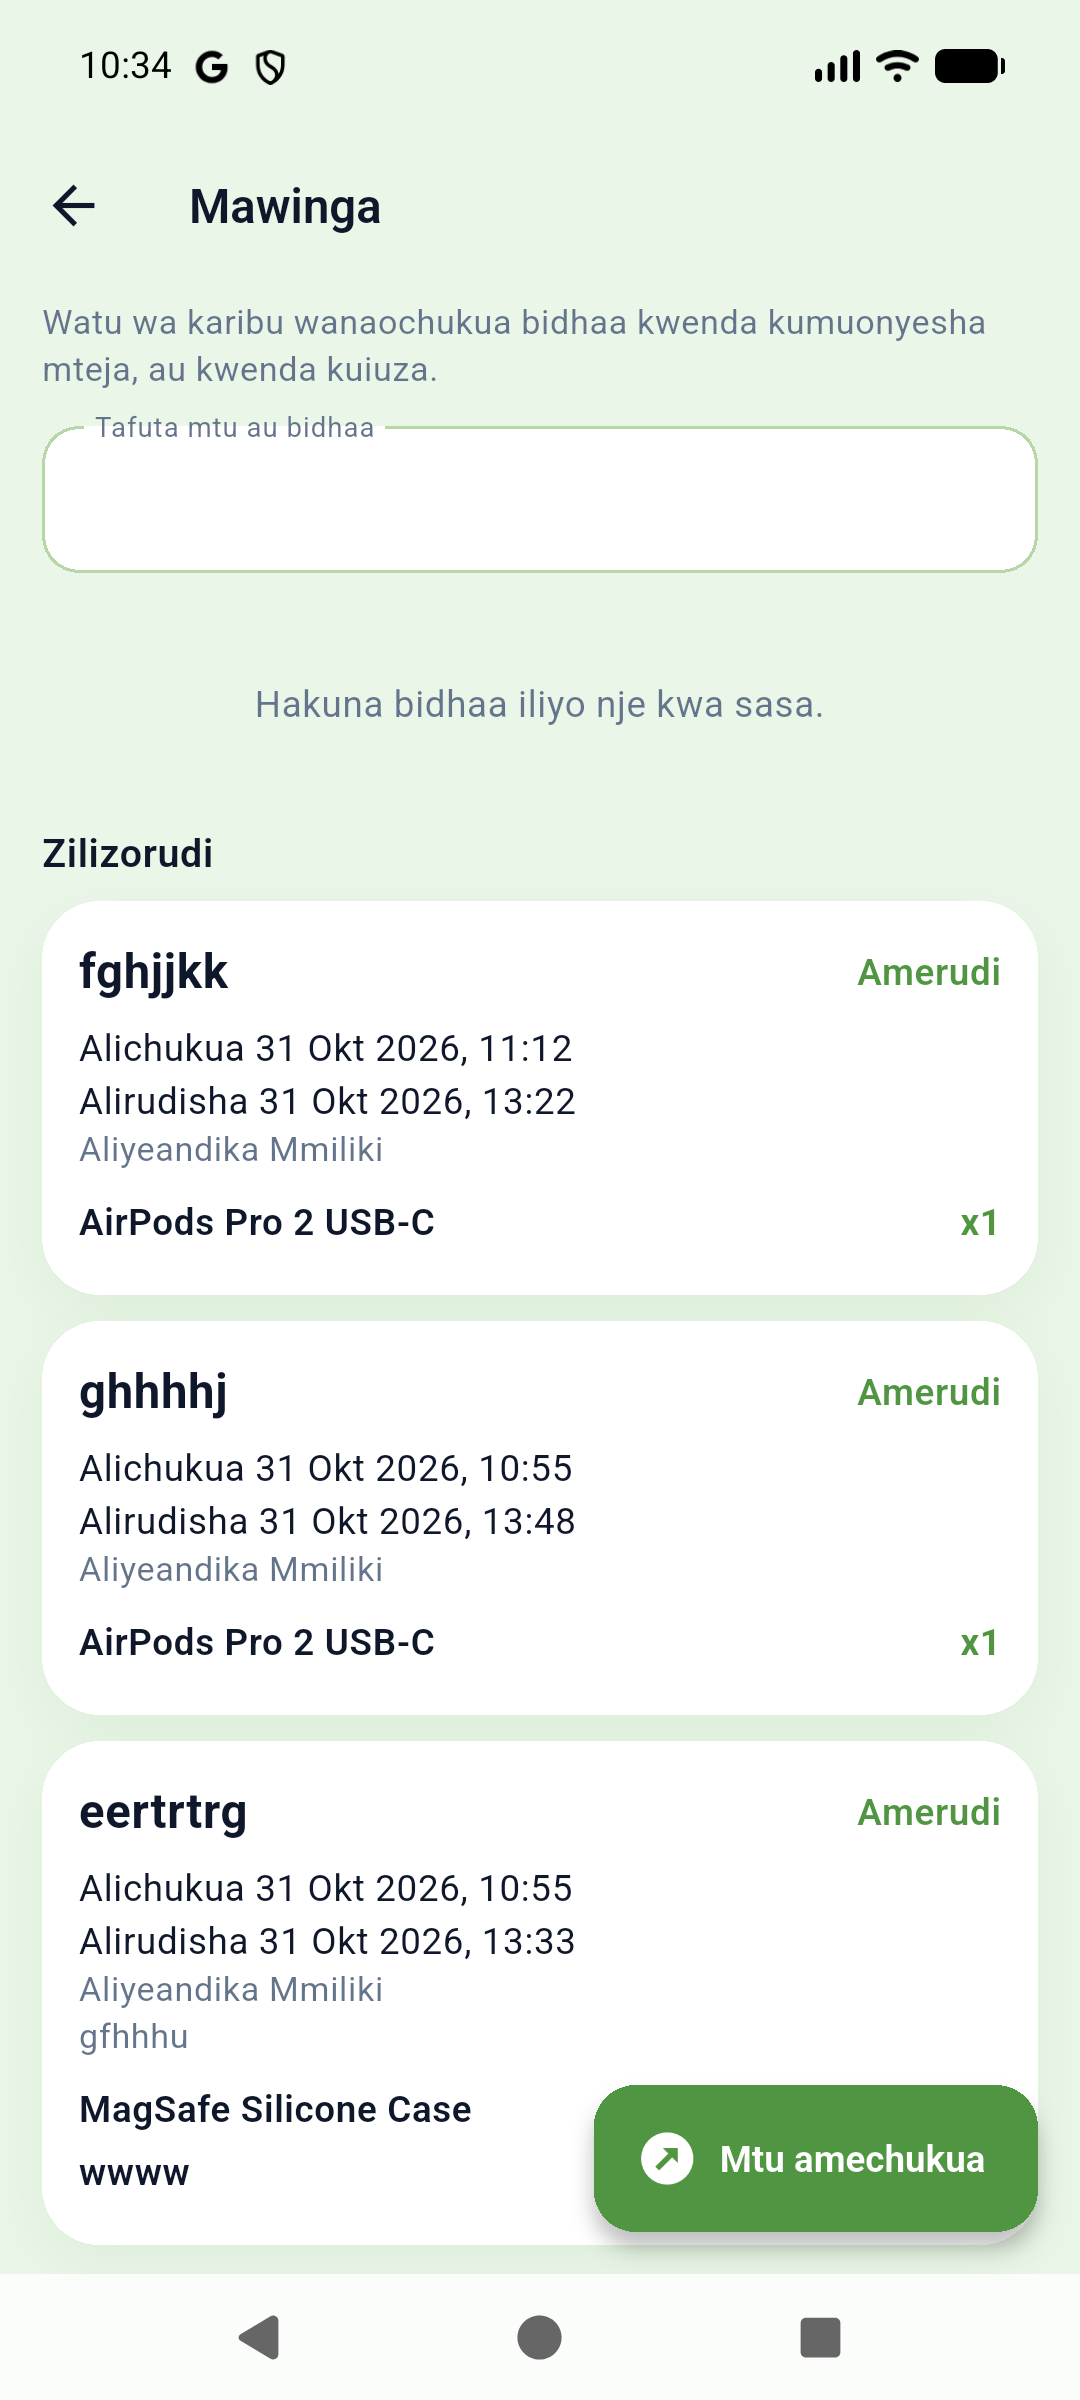 10:34
Mawinga
Watu wa karibu wanaochukua bidhaa kwenda kumuonyesha
mteja, au kwenda kuiuza.
Tafuta mtu au bidhaa
Hakuna bidhaa iliyo nje kwa sasa.
Zilizorudi
fghjjkk Amerudi
Alichukua 31 Okt 2026, 11:12
Alirudisha 31 Okt 2026, 13:22
Aliyeandika Mmiliki
AirPods Pro 2 USB-C x1
ghhhhj Amerudi
Alichukua 31 Okt 2026, 10:55
Alirudisha 31 Okt 2026, 13:48
Aliyeandika Mmiliki
AirPods Pro 2 USB-C x1
eertrtrg Amerudi
Alichukua 31 Okt 2026, 10:55
Alirudisha 31 Okt 2026, 13:33
Aliyeandika Mmiliki
gfhhhu
MagSafe Silicone Case
wwww
Mtu amechukua